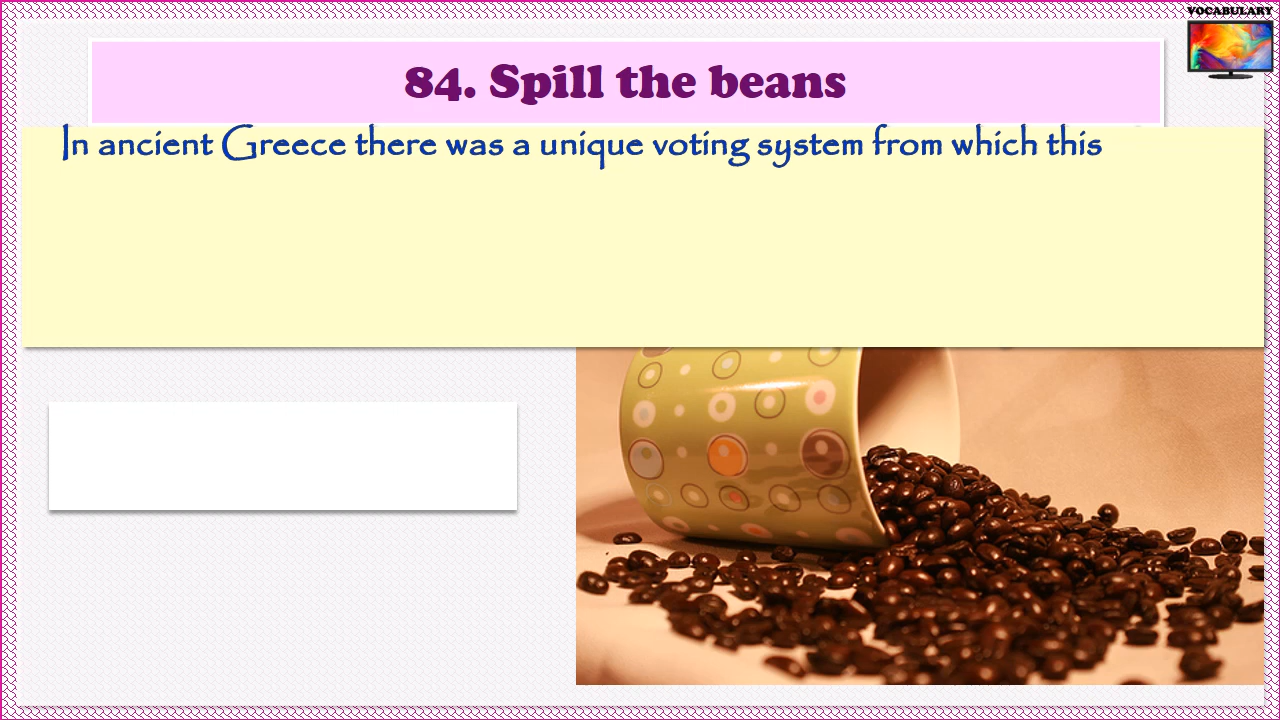 VOCABULARY
84. Spill the beans
In ancient Greece there was a unique voting system from which this